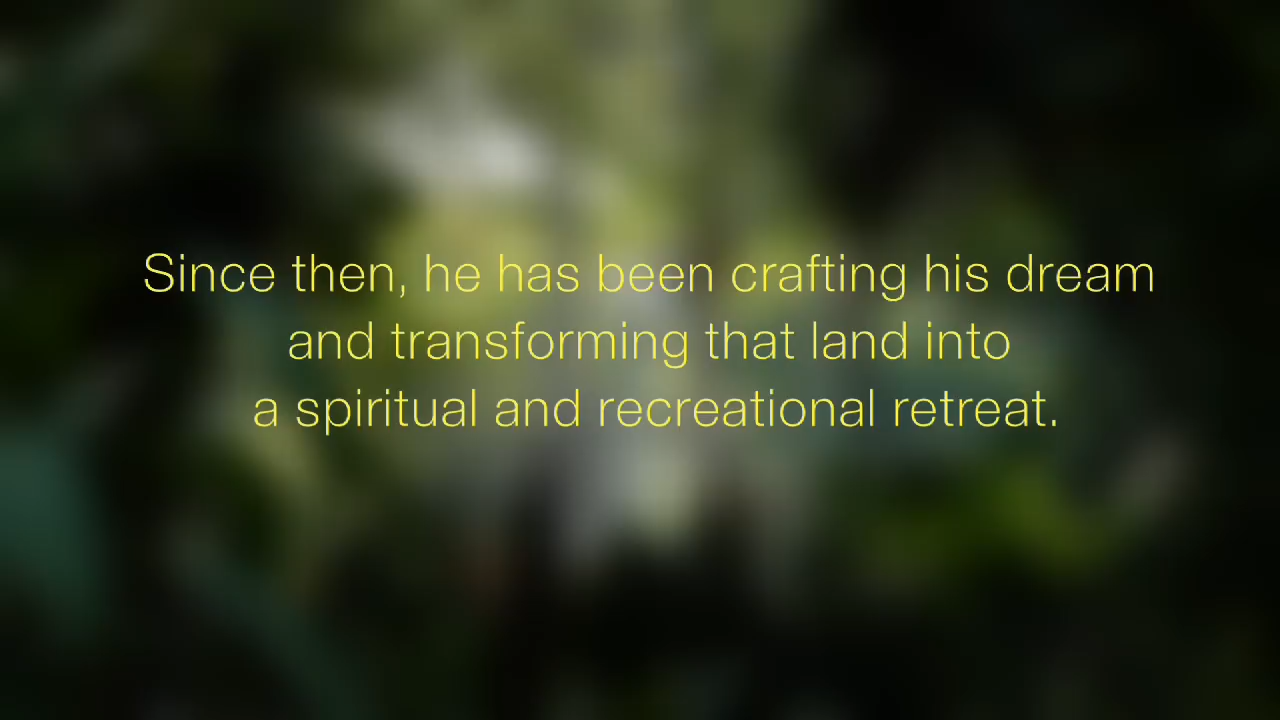 Since then, he has been crafting his dream
and transforming that land into
a spiritual and recreational retreat.